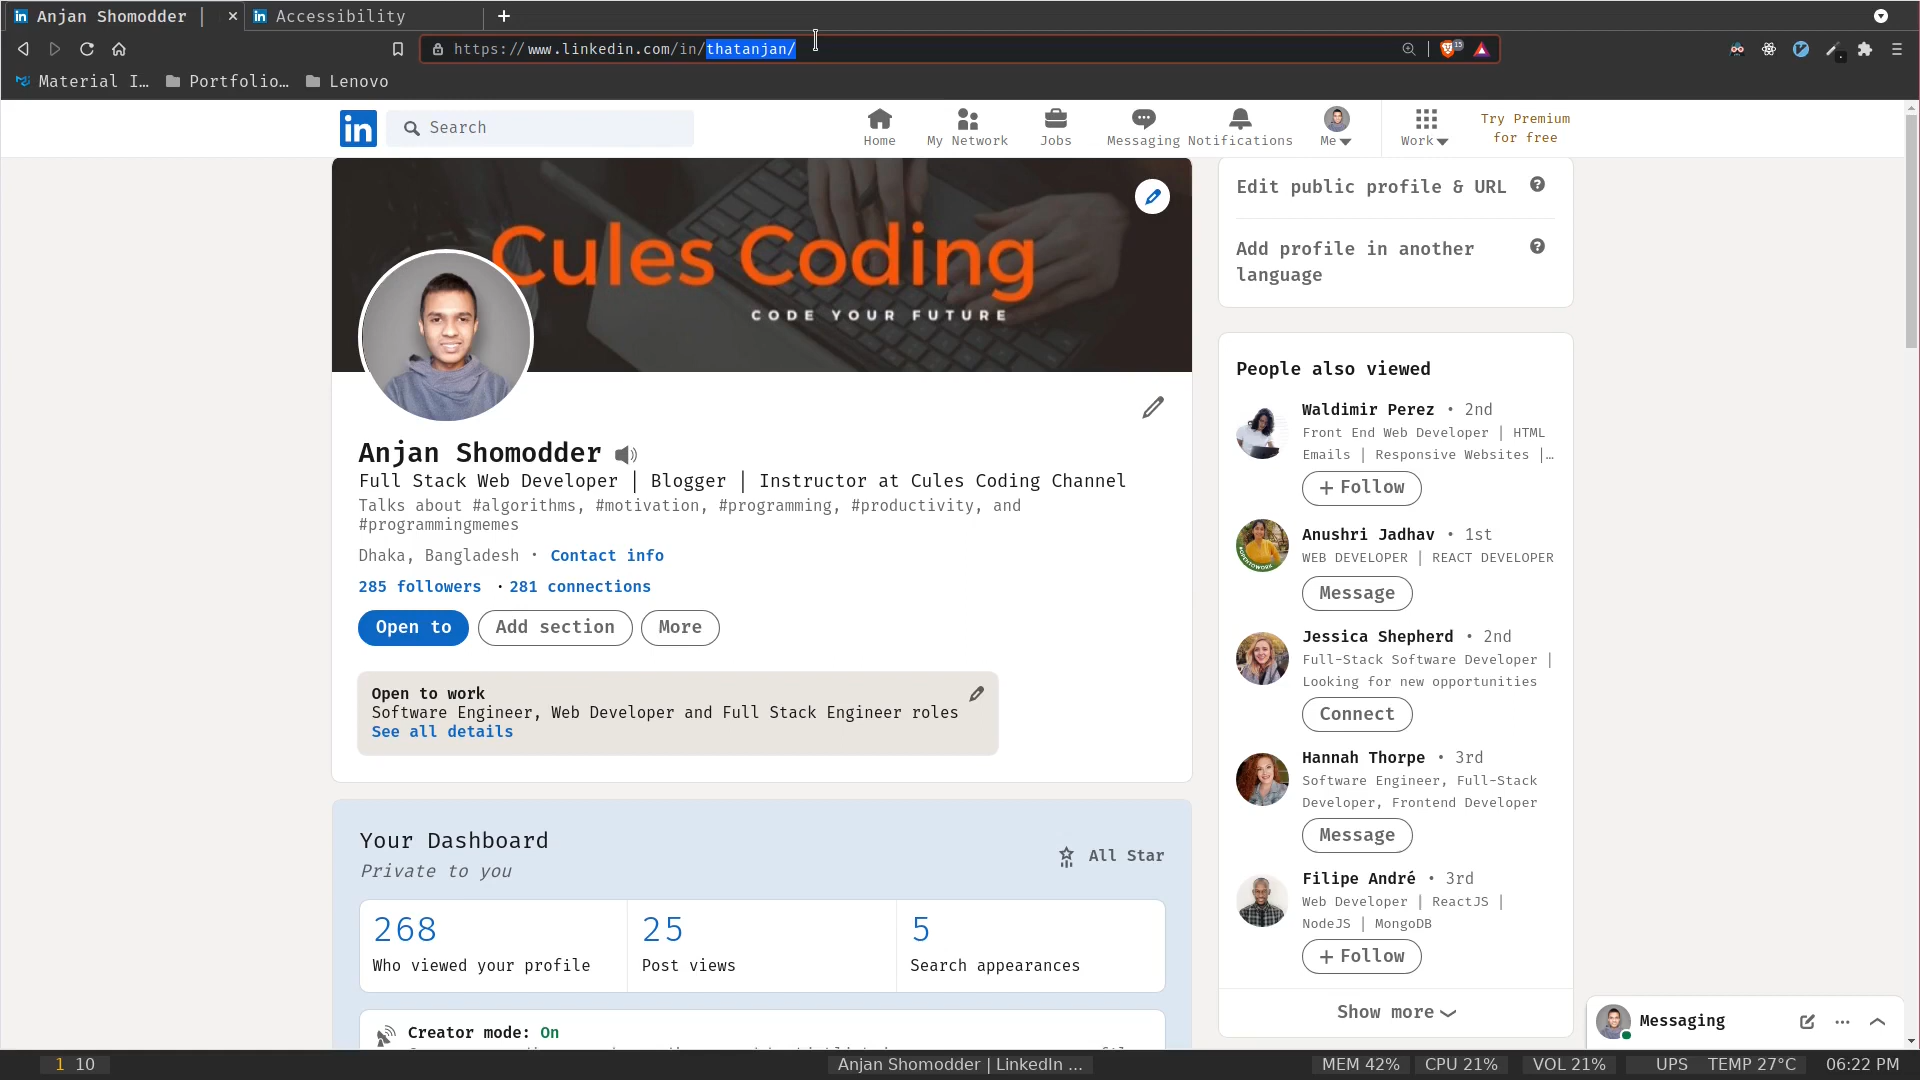 Anjan Shomodder |
Accessibility
https://www.linkedin.com/in/thatanjan/
15
Material I…
Portfolio…
Lenovo
in
Search
Home
My Network
Jobs
Messaging
Notifications
Me
Work
Try Premium
for free
Cules Coding
CODE YOUR FUTURE
Anjan Shomodder
Full Stack Web Developer | Blogger | Instructor at Cules Coding Channel
Talks about #algorithms, #motivation, #programming, #productivity, and
#programmingmemes
Dhaka, Bangladesh · Contact info
285 followers · 281 connections
Open to
Add section
More
Open to work
Software Engineer, Web Developer and Full Stack Engineer roles
See all details
Your Dashboard
Private to you
All Star
268
Who viewed your profile
25
Post views
5
Search appearances
Creator mode: On
Edit public profile & URL
Add profile in another
language
People also viewed
Waldimir Perez • 2nd
Front End Web Developer | HTML
Emails | Responsive Websites |…
+ Follow
Anushri Jadhav • 1st
WEB DEVELOPER | REACT DEVELOPER
Message
Jessica Shepherd • 2nd
Full-Stack Software Developer |
Looking for new opportunities
Connect
Hannah Thorpe • 3rd
Software Engineer, Full-Stack
Developer, Frontend Developer
Message
Filipe André • 3rd
Web Developer | ReactJS |
NodeJS | MongoDB
+ Follow
Show more
Messaging
1 10
Anjan Shomodder | LinkedIn ...
MEM 42%
CPU 21%
VOL 21%
UPS
TEMP 27°C
06:22 PM